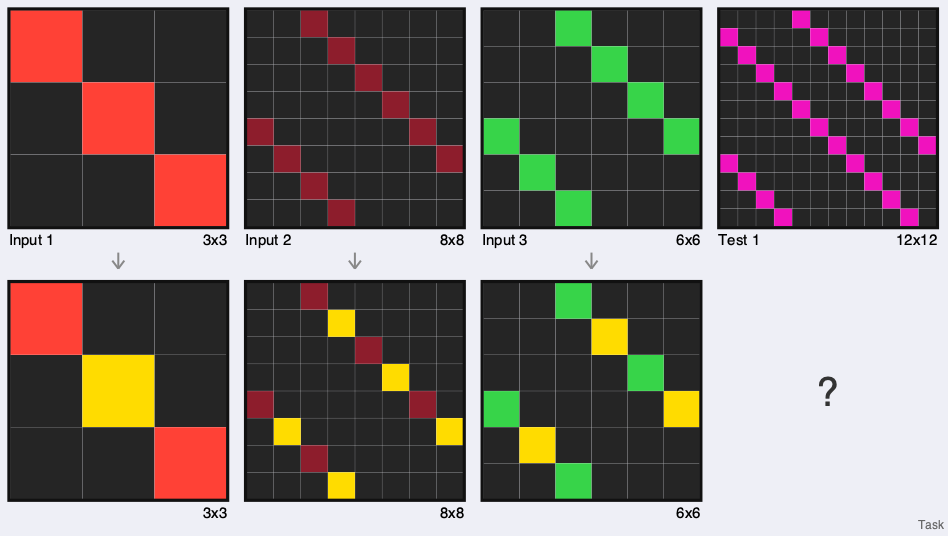 Input 1 3x3
Input 2 8x8
Input 3 6x6
Test 1 12x12
?
3x3
8x8
6x6
Task